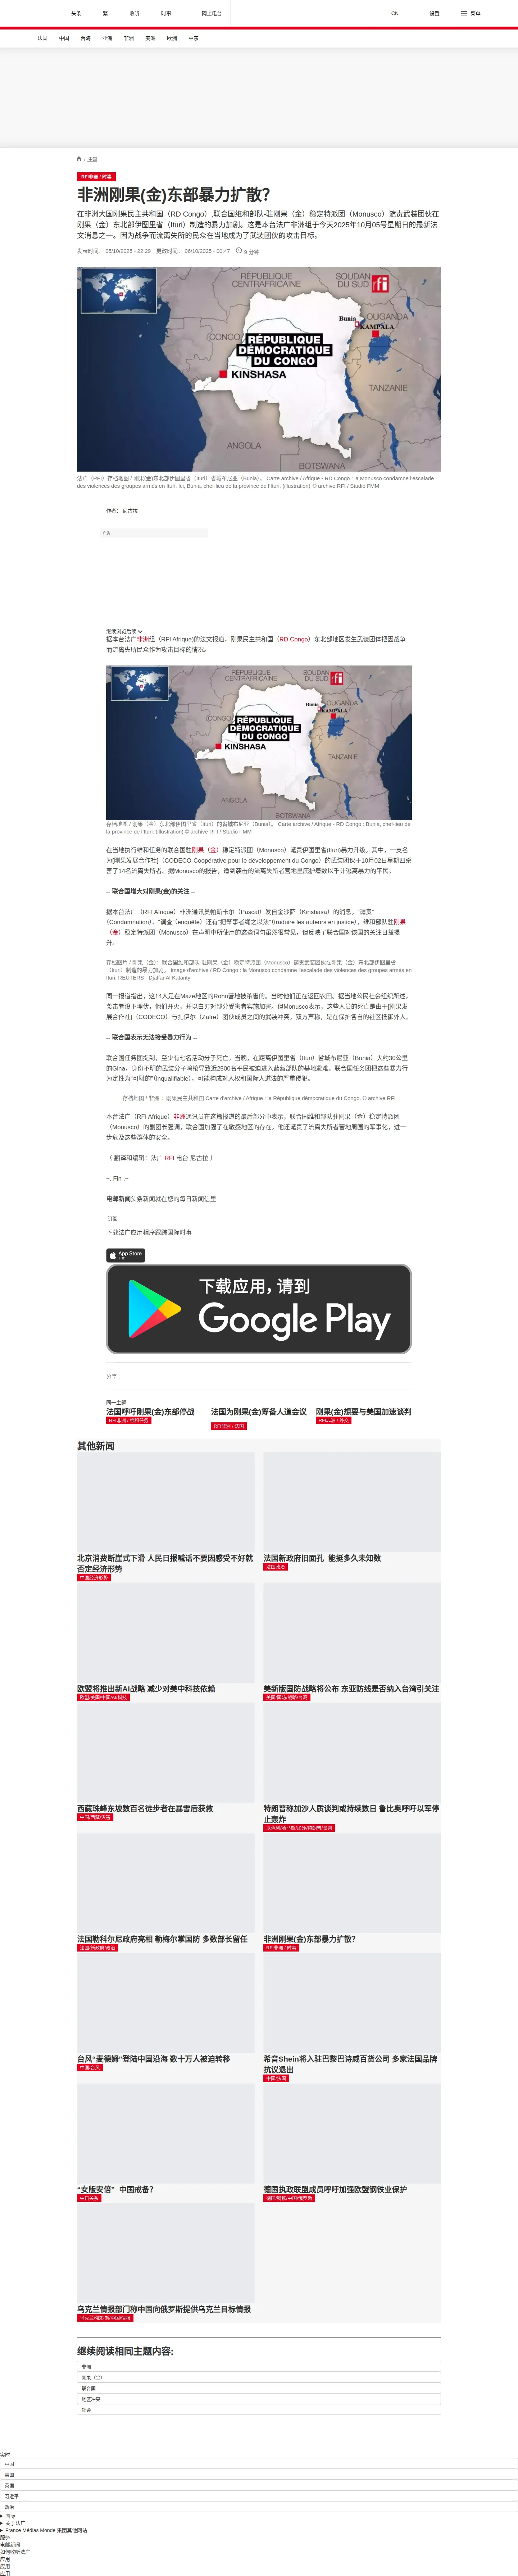 头条
繁
收听
时事
网上电台
CN
设置
菜单
法国
中国
台湾
亚洲
非洲
美洲
欧洲
中东
/ 中国
RFI非洲 / 时事
非洲刚果(金)东部暴力扩散?
在非洲大国刚果民主共和国（RD Congo）,联合国维和部队-驻刚果（金）稳定特派团（Monusco）谴责武装团伙在刚果（金）东北部伊图里省（Ituri）制造的暴力加剧。这是本台法广非洲组于今天2025年10月05号星期日的最新法文消息之一。因为战争而流离失所的民众在当地成为了武装团伙的攻击目标。
发表时间： 05/10/2025 - 22:29 更改时间： 06/10/2025 - 00:47 9 分钟
CENTRAFRIQUE
SOUDAN DU SUD
rfi
CONGO
Bunia
OUGANDA
KAMPALA
RÉPUBLIQUE
DÉMOCRATIQUE
DU CONGO
KINSHASA
TANZANIE
ANGOLA
BOTSWANA
法广（RFI）存档地图 / 刚果(金)东北部伊图里省（Ituri）省城布尼亚（Bunia）。 Carte archive / Afrique - RD Congo : la Monusco condamne l'escalade des violences des groupes armés en Ituri. Ici, Bunia, chef-lieu de la province de l'Ituri. (Illustration) © archive RFI / Studio FMM
作者： 尼古拉
广告
继续浏览后续
据本台法广非洲组（RFI Afrique)的法文报道，刚果民主共和国（RD Congo）东北部地区发生武装团体把因战争而流离失所民众作为攻击目标的情况。
CENTRAFRIQUE
SOUDAN DU SUD
rfi
CONGO
Bunia
OUGANDA
KAMPALA
RÉPUBLIQUE
DÉMOCRATIQUE
DU CONGO
KINSHASA
TANZANIE
ANGOLA
BOTSWANA
存档地图 / 刚果（金）东北部伊图里省（Ituri）的省城布尼亚（Bunia）。 Carte archive / Afrique - RD Congo : Bunia, chef-lieu de la province de l'Ituri. (Illustration) © archive RFI / Studio FMM
在当地执行维和任务的联合国驻刚果（金）稳定特派团（Monusco）谴责伊图里省(Ituri)暴力升级。其中，一支名为[刚果发展合作社]（CODECO-Coopérative pour le développement du Congo）的武装团伙于10月02日星期四杀害了14名流离失所者。据Monusco的报告，遭到袭击的流离失所者营地里庇护着数以千计逃离暴力的平民。
-- 联合国增大对刚果(金)的关注 --
据本台法广（RFI Afrique）非洲通讯员帕斯卡尔（Pascal）发自金沙萨（Kinshasa）的消息，"谴责"（Condamnation）、"调查"（enquête）还有"把肇事者绳之以法"（traduire les auteurs en justice），维和部队驻刚果（金）稳定特派团（Monusco）在声明中所使用的这些词句虽然很常见，但反映了联合国对该国的关注日益提升。
存档图片 / 刚果（金）：联合国维和部队-驻刚果（金）稳定特派团（Monusco）谴责武装团伙在刚果（金）东北部伊图里省（Ituri）制造的暴力加剧。 Image d'archive / RD Congo : la Monusco condamne l'escalade des violences des groupes armés en Ituri. REUTERS - Djaffar Al Katanty
同一报道指出，这14人是在Maze地区的Roho营地被杀害的。当时他们正在返回农田。据当地公民社会组织所述，袭击者设下埋伏，他们开火，并以白刃对部分受害者实施加害。但Monusco表示，这些人员的死亡是由于[刚果发展合作社]（CODECO）与扎伊尔（Zaïre）团伙成员之间的武装冲突。双方声称，是在保护各自的社区括御外人。
-- 联合国表示无法接受暴力行为 --
联合国任务团提到，至少有七名活动分子死亡。当晚，在距离伊图里省（Ituri）省城布尼亚（Bunia）大约30公里的Gina，身份不明的武装分子鸣枪导致近2500名平民被迫进入蓝盔部队的基地避难。联合国任务团把这些暴力行为定性为"可耻的"（inqualifiable），可能构成对人权和国际人道法的严重侵犯。
存档地图 / 非洲 ：刚果民主共和国 Carte d'archive / Afrique : la République démocratique du Congo. © archive RFI
本台法广（RFI Afrique）非洲通讯员在这篇报道的最后部分中表示，联合国维和部队驻刚果（金）稳定特派团（Monusco）的副团长强调，联合国加强了在敏感地区的存在。他还谴责了流离失所者营地周围的军事化，进一步危及这些群体的安全。
（ 翻译和编辑：法广 RFI 电台 尼古拉 ）
~. Fin .~
电邮新闻头条新闻就在您的每日新闻信里
订阅
下载法广应用程序跟踪国际时事
App Store
下载应用，请到
Google Play
分享 :
同一主题
法国呼吁刚果(金)东部停战
RFI非洲 / 维和任务
法国为刚果(金)筹备人道会议
RFI非洲 / 法国
刚果(金)想要与美国加速谈判
RFI非洲 / 外交
其他新闻
北京消费断崖式下滑 人民日报喊话不要因感受不好就否定经济形势
中国经济形势
法国新政府旧面孔 能挺多久未知数
法国政治
欧盟将推出新AI战略 减少对美中科技依赖
欧盟/美国/中国/AI/科技
美新版国防战略将公布 东亚防线是否纳入台湾引关注
美国/国防/战略/台湾
西藏珠峰东坡数百名徒步者在暴雪后获救
中国/西藏/灾害
特朗普称加沙人质谈判或持续数日 鲁比奥呼吁以军停止轰炸
以色列/哈马斯/加沙/特朗普/谈判
法国勒科尔尼政府亮相 勒梅尔掌国防 多数部长留任
法国/新政府/政治
非洲刚果(金)东部暴力扩散?
RFI非洲 / 时事
台风"麦德姆"登陆中国沿海 数十万人被迫转移
中国/台风
希音Shein将入驻巴黎巴诗威百货公司 多家法国品牌抗议退出
中国/法国
"女版安倍" 中国戒备？
中日关系
德国执政联盟成员呼吁加强欧盟钢铁业保护
德国/钢铁/中国/俄罗斯
乌克兰情报部门称中国向俄罗斯提供乌克兰目标情报
乌克兰/俄罗斯/中国/情报
继续阅读相同主题内容:
非洲
刚果（金）
联合国
地区冲突
社会
实时
中国
美国
英国
习近平
政治
国际
关于法广
France Médias Monde 集团其他网站
服务
电邮新闻
如何收听法广
应用
应用
应用